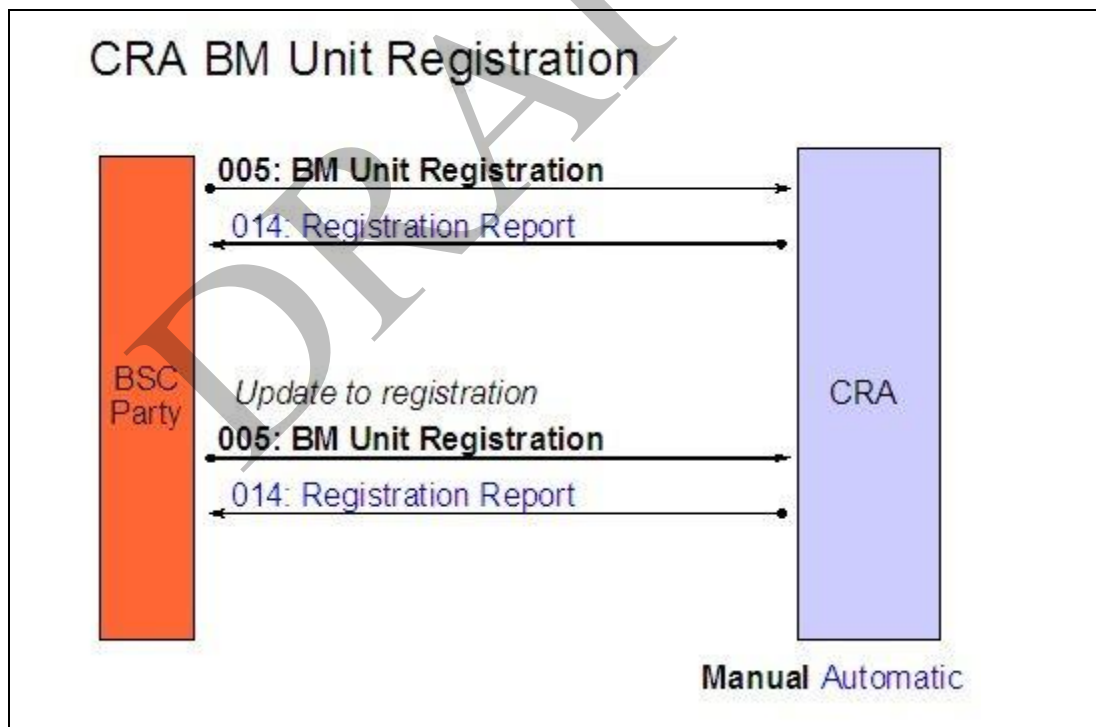 CRA BM Unit Registration
005: BM Unit Registration
014: Registration Report
BSC
Party
Update to registration
CRA
005: BM Unit Registration
014: Registration Report
Manual Automatic
DRAF